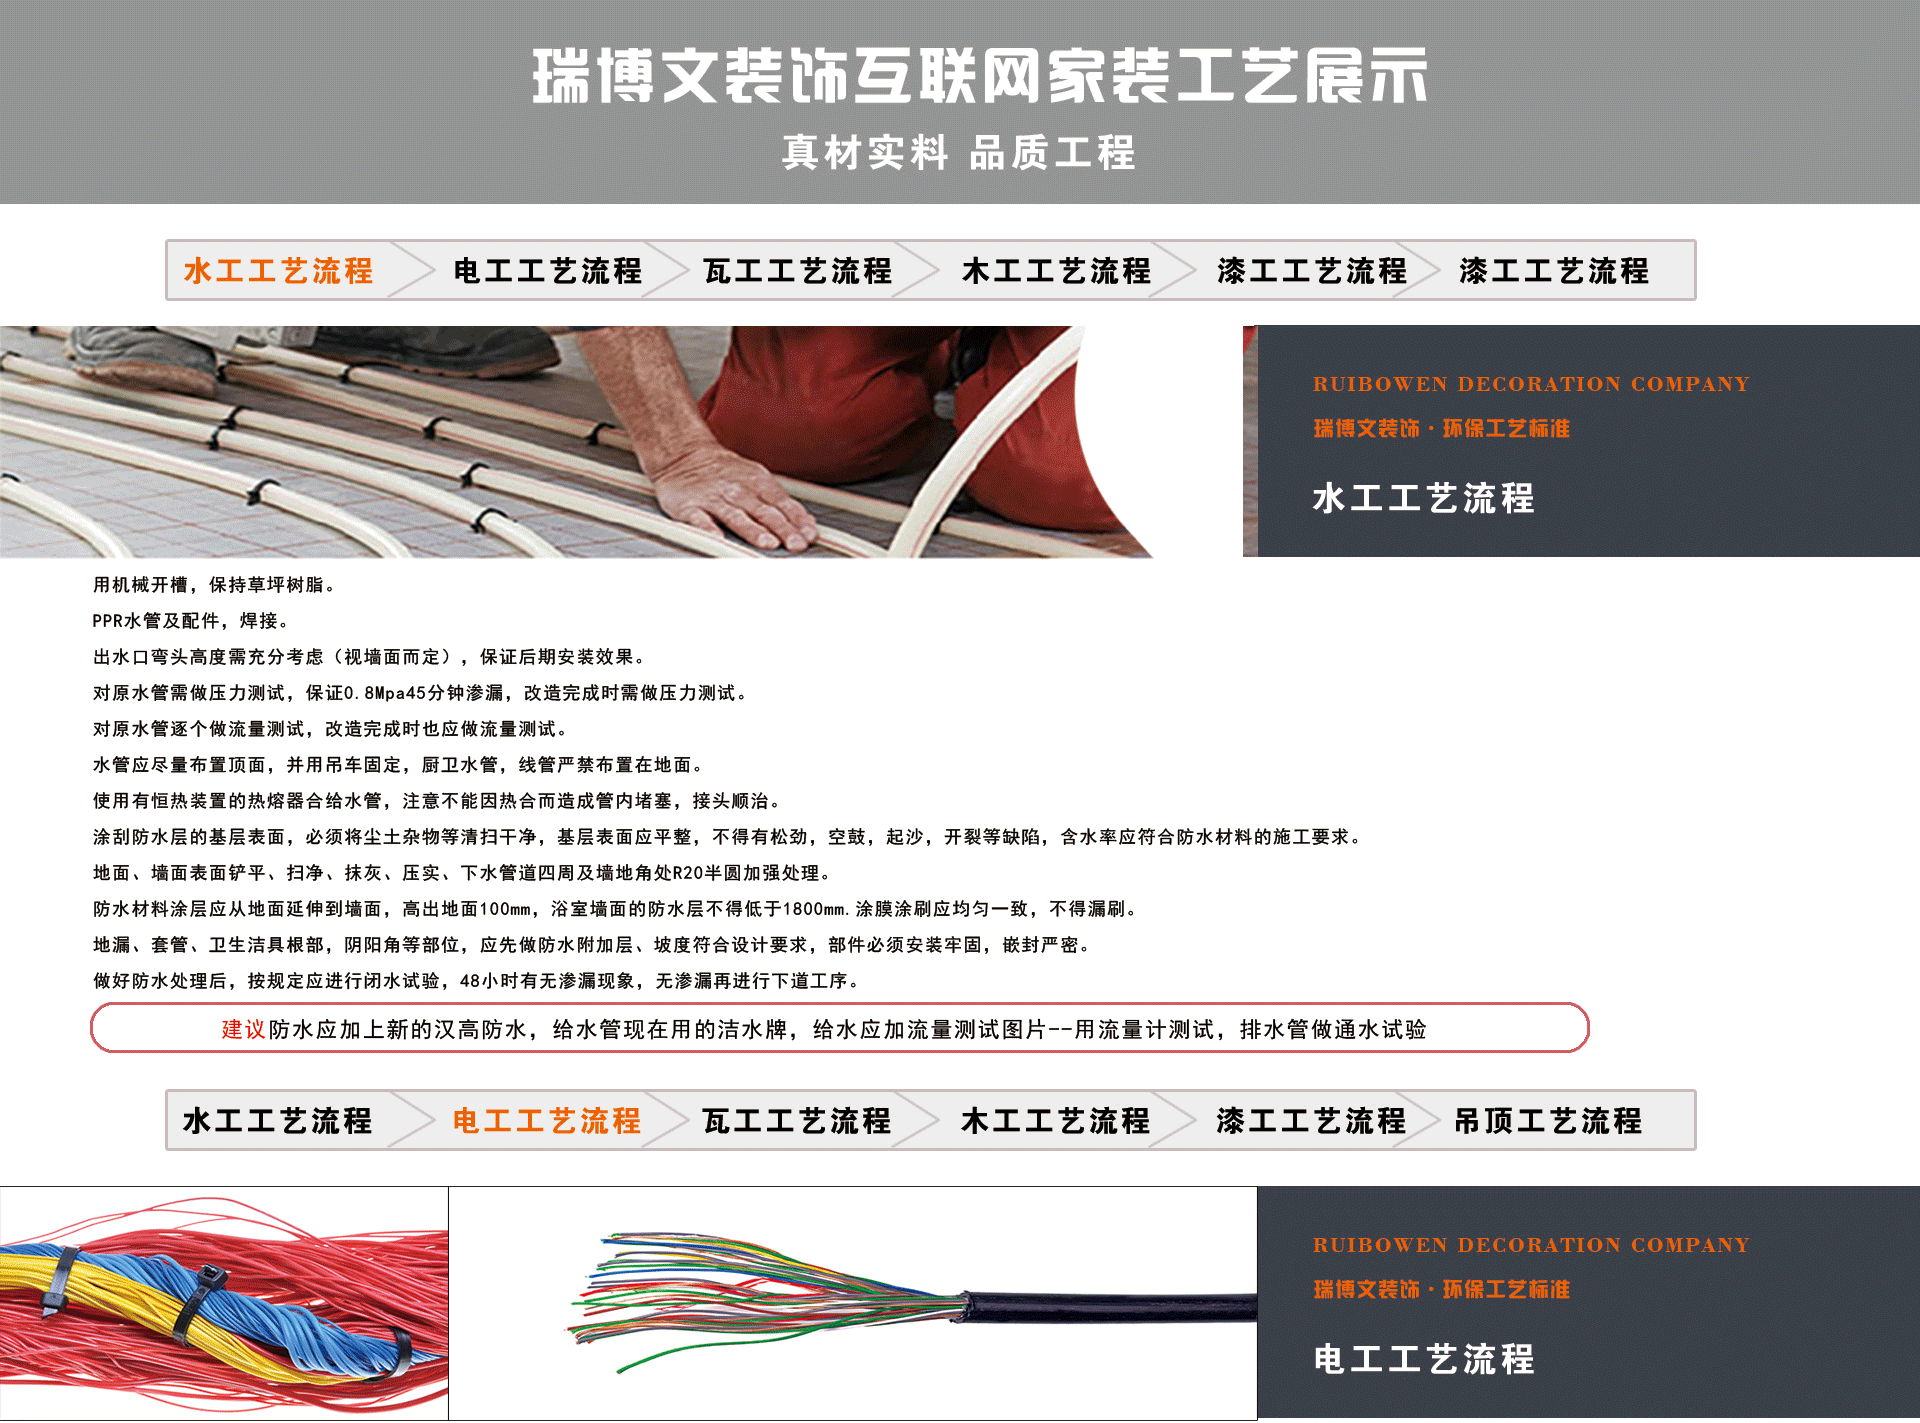 瑞博文装饰互联网家装工艺展示
真材实料 品质工程
水工工艺流程 电工工艺流程 瓦工工艺流程 木工工艺流程 漆工工艺流程 漆工工艺流程
RUIBOWEN DECORATION COMPANY
瑞博文装饰·环保工艺标准
水工工艺流程
用机械开槽，保持草坪树脂。
PPR水管及配件，焊接。
出水口弯头高度需充分考虑（视墙面而定），保证后期安装效果。
对原水管需做压力测试，保证0.8Mpa45分钟渗漏，改造完成时需做压力测试。
对原水管逐个做流量测试，改造完成时也应做流量测试。
水管应尽量布置顶面，并用吊车固定，厨卫水管，线管严禁布置在地面。
使用有恒热装置的热熔器合给水管，注意不能因热合而造成管内堵塞，接头顺治。
涂刮防水层的基层表面，必须将尘土杂物等清扫干净，基层表面应平整，不得有松劲，空鼓，起沙，开裂等缺陷，含水率应符合防水材料的施工要求。
地面、墙面表面铲平、扫净、抹灰、压实、下水管道四周及墙地角处R20半圆加强处理。
防水材料涂层应从地面延伸到墙面，高出地面100mm，浴室墙面的防水层不得低于1800mm.涂膜涂刷应均匀一致，不得漏刷。
地漏、套管、卫生洁具根部，阴阳角等部位，应先做防水附加层、坡度符合设计要求，部件必须安装牢固，嵌封严密。
做好防水处理后，按规定应进行闭水试验，48小时有无渗漏现象，无渗漏再进行下道工序。
建议防水应加上新的汉高防水，给水管现在用的洁水牌，给水应加流量测试图片--用流量计测试，排水管做通水试验
水工工艺流程 电工工艺流程 瓦工工艺流程 木工工艺流程 漆工工艺流程 吊顶工艺流程
RUIBOWEN DECORATION COMPANY
瑞博文装饰·环保工艺标准
电工工艺流程